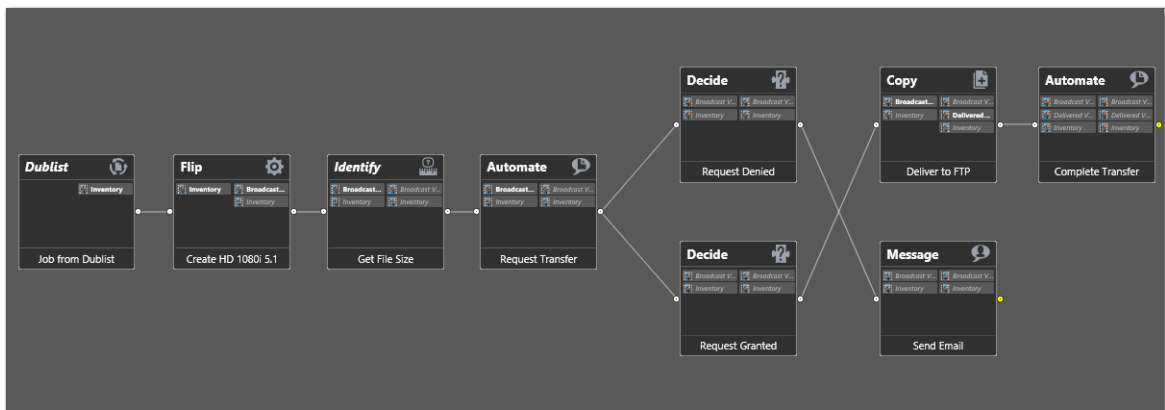 Dublist
Inventory
Job from Dublist
Flip
Inventory
Broadcast...
Inventory
Create HD 1080i 5.1
Identify
Broadcast...
Broadcast V...
Inventory
Inventory
Get File Size
Automate
Broadcast...
Broadcast V...
Inventory
Inventory
Request Transfer
Decide
Broadcast V...
Broadcast V...
Inventory
Inventory
Request Denied
Decide
Broadcast V...
Broadcast V...
Inventory
Inventory
Request Granted
Copy
Broadcast...
Broadcast V...
Inventory
Delivered...
Inventory
Deliver to FTP
Message
Broadcast V...
Broadcast V...
Inventory
Inventory
Send Email
Automate
Broadcast V...
Broadcast V...
Delivered V...
Delivered V...
Inventory
Inventory
Complete Transfer